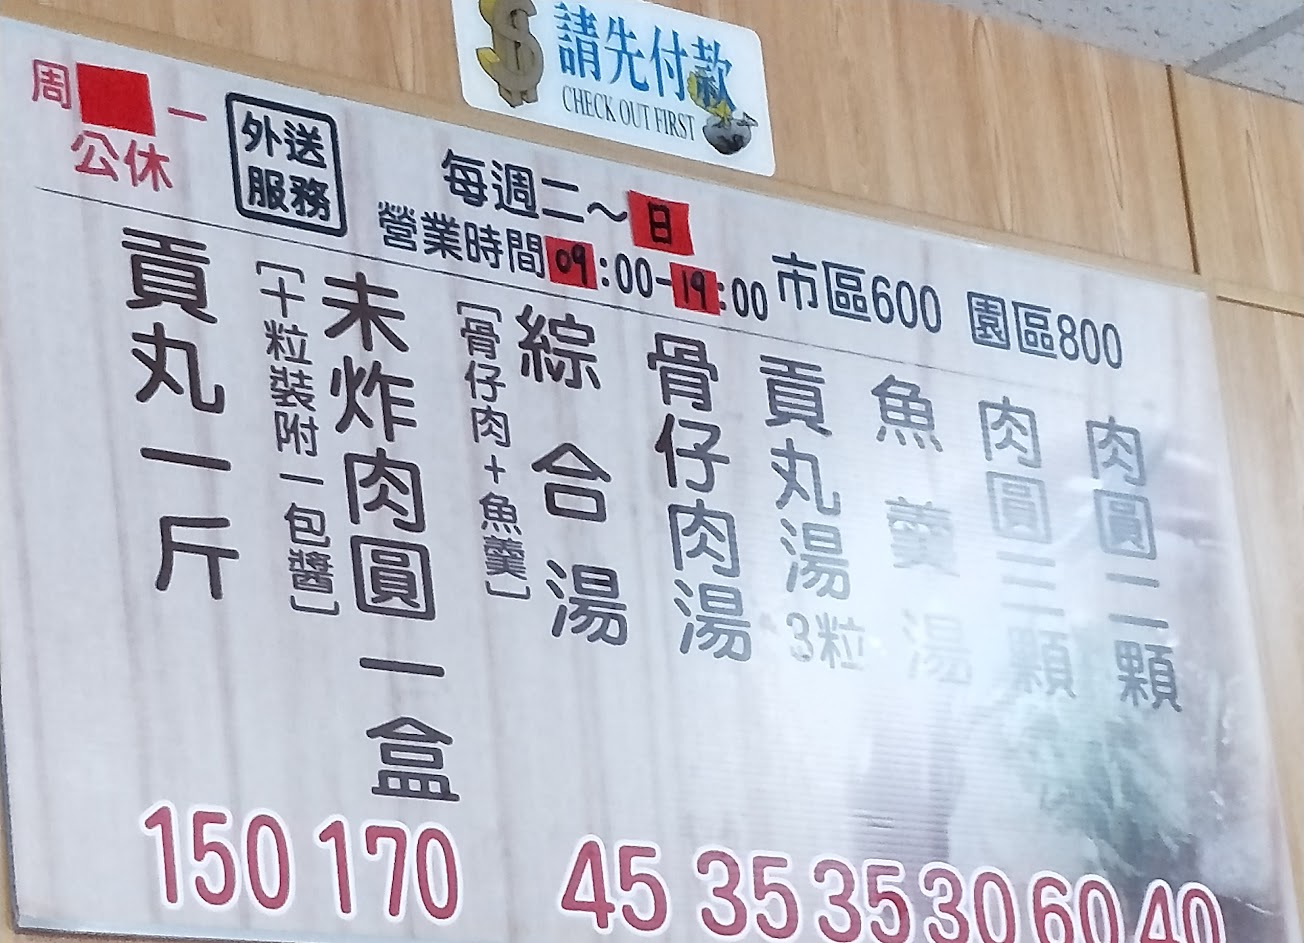 請先付款
CHECK OUT FIRST
周一
公休
外送
服務
每週二～日
營業時間09:00-19:00
市區600 園區800
肉圓二顆
40
肉圓三顆
60
魚羹湯
30
貢丸湯3粒
35
骨仔肉湯
35
綜合湯
[骨仔肉+魚羹]
45
未炸肉圓一盒
[十粒裝附一包醬]
170
貢丸一斤
150